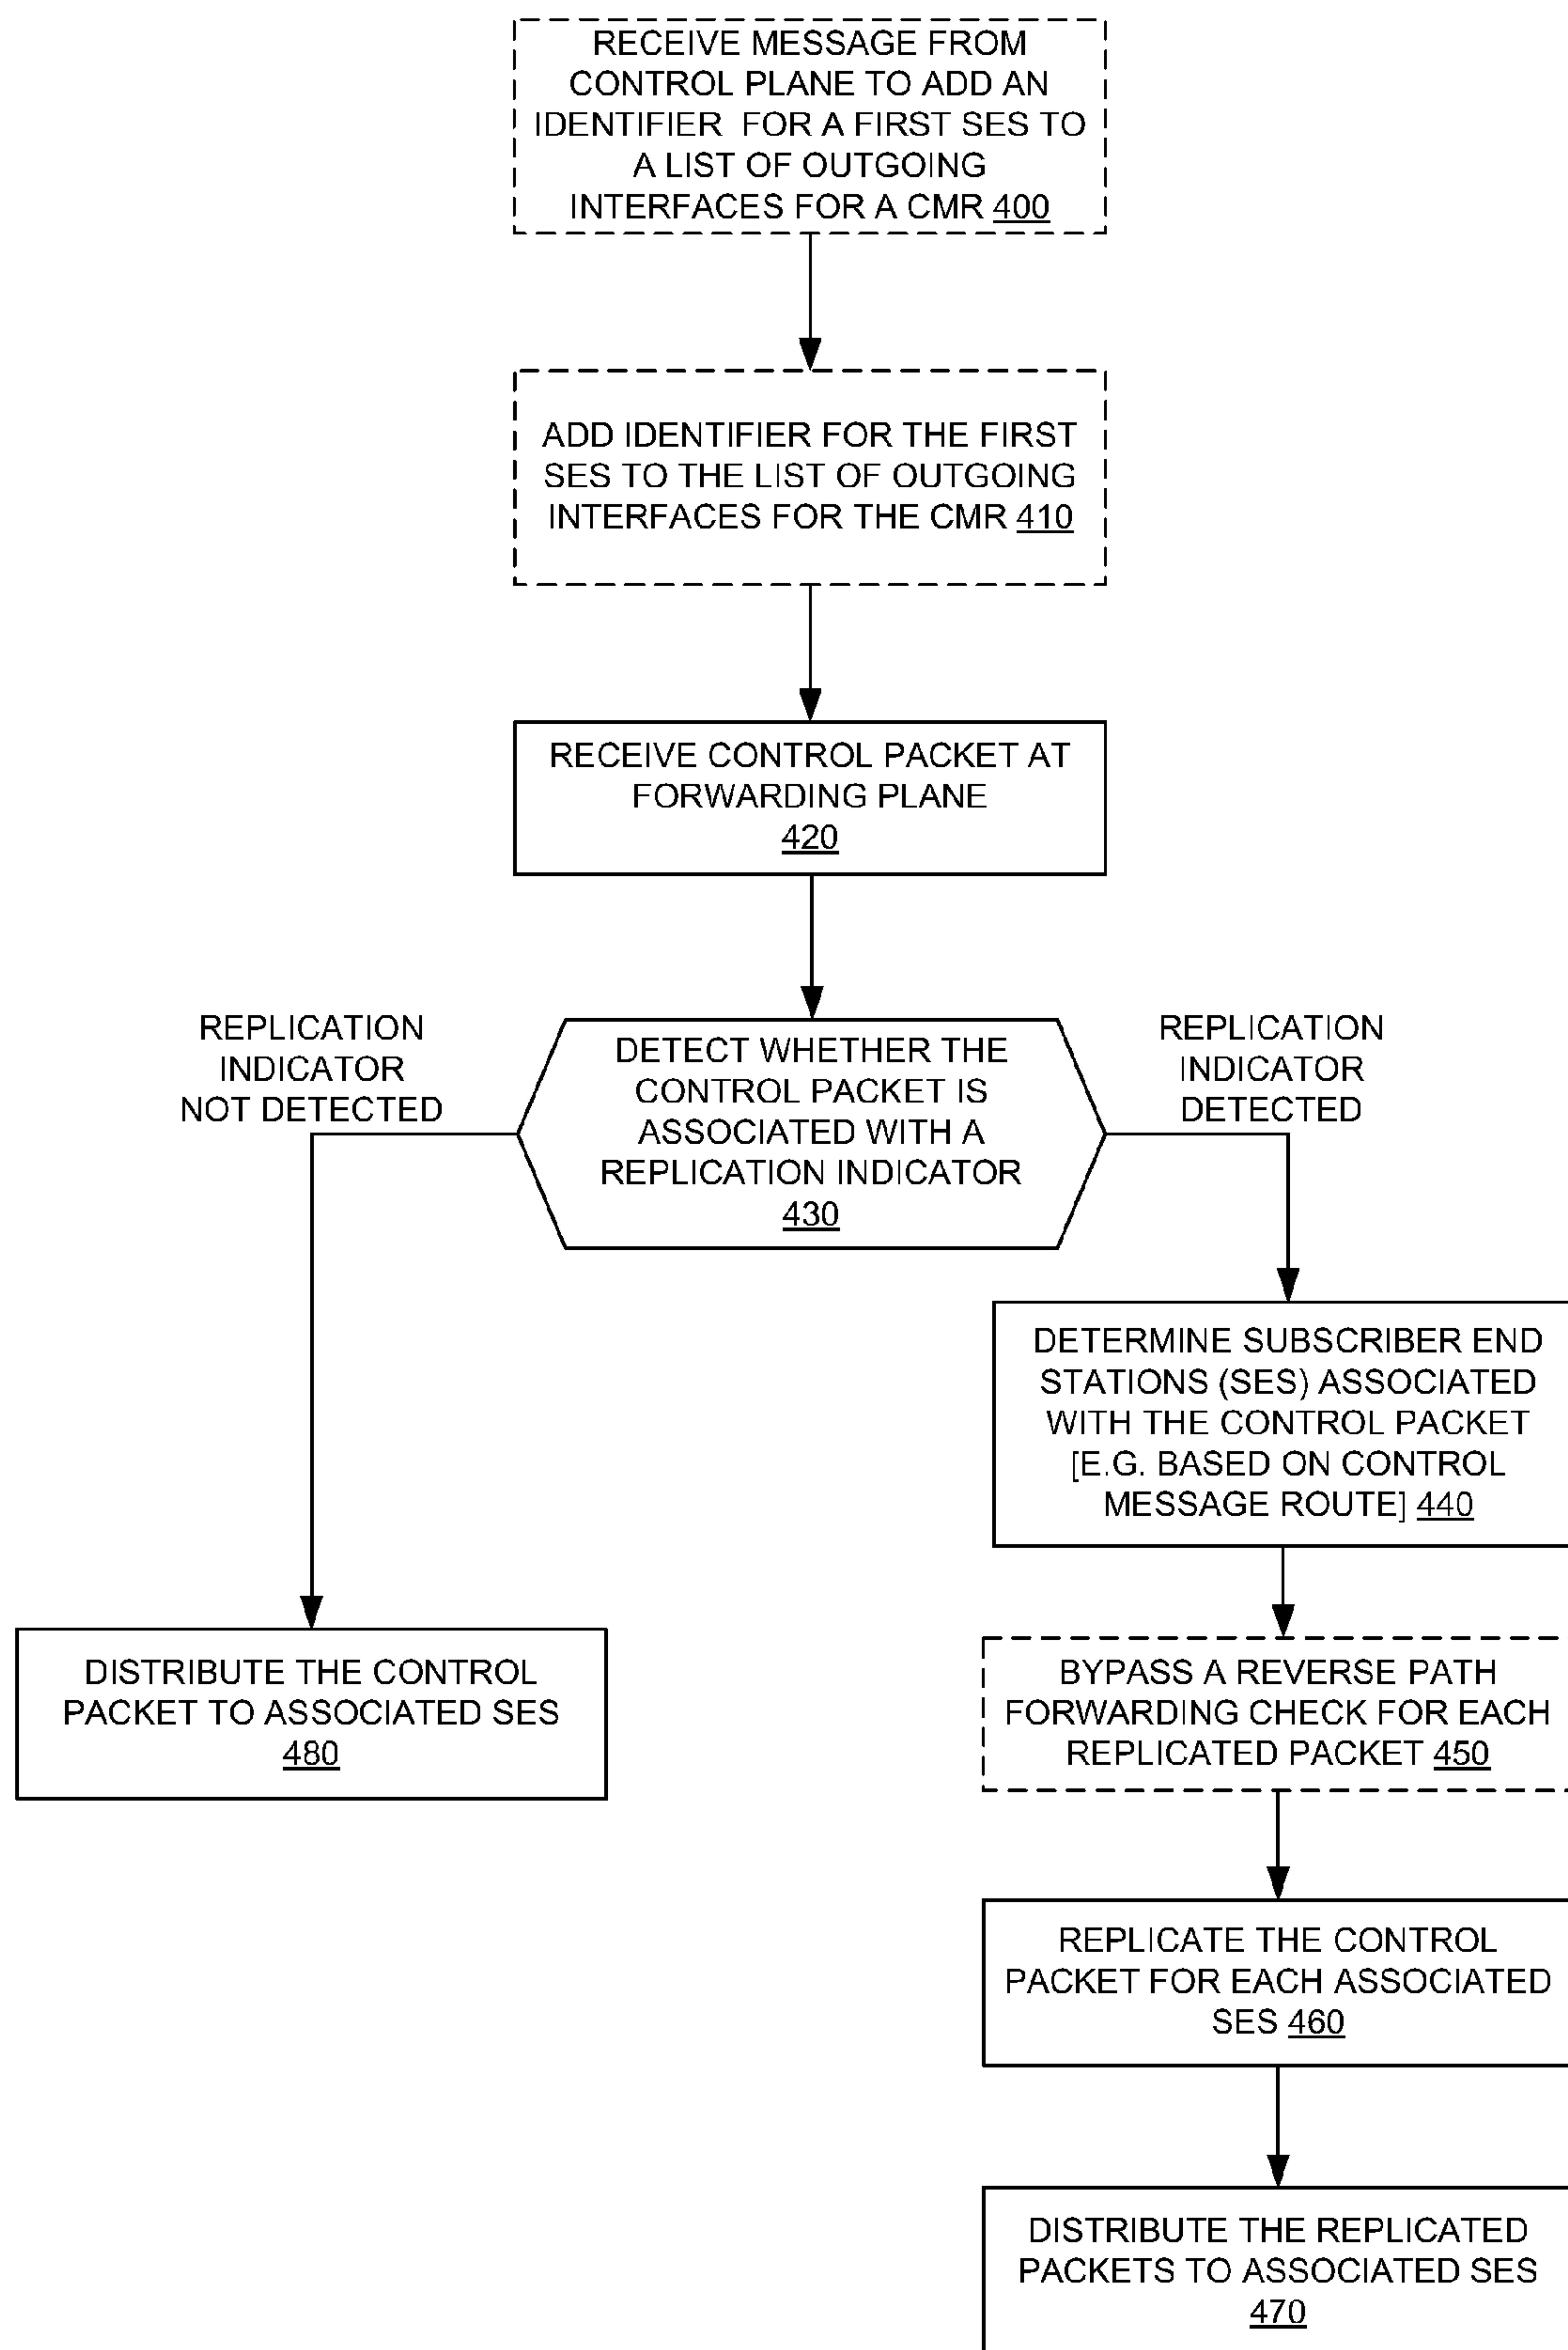 RECEIVE MESSAGE FROM
CONTROL PLANE TO ADD AN
IDENTIFIER FOR A FIRST SES TO
A LIST OF OUTGOING
INTERFACES FOR A CMR 400
ADD IDENTIFIER FOR THE FIRST
SES TO THE LIST OF OUTGOING
INTERFACES FOR THE CMR 410
RECEIVE CONTROL PACKET AT
FORWARDING PLANE
420
REPLICATION
INDICATOR
NOT DETECTED
DETECT WHETHER THE
CONTROL PACKET IS
ASSOCIATED WITH A
REPLICATION INDICATOR
430
REPLICATION
INDICATOR
DETECTED
DETERMINE SUBSCRIBER END
STATIONS (SES) ASSOCIATED
WITH THE CONTROL PACKET
[E.G. BASED ON CONTROL
MESSAGE ROUTE] 440
DISTRIBUTE THE CONTROL
PACKET TO ASSOCIATED SES
480
BYPASS A REVERSE PATH
FORWARDING CHECK FOR EACH
REPLICATED PACKET 450
REPLICATE THE CONTROL
PACKET FOR EACH ASSOCIATED
SES 460
DISTRIBUTE THE REPLICATED
PACKETS TO ASSOCIATED SES
470